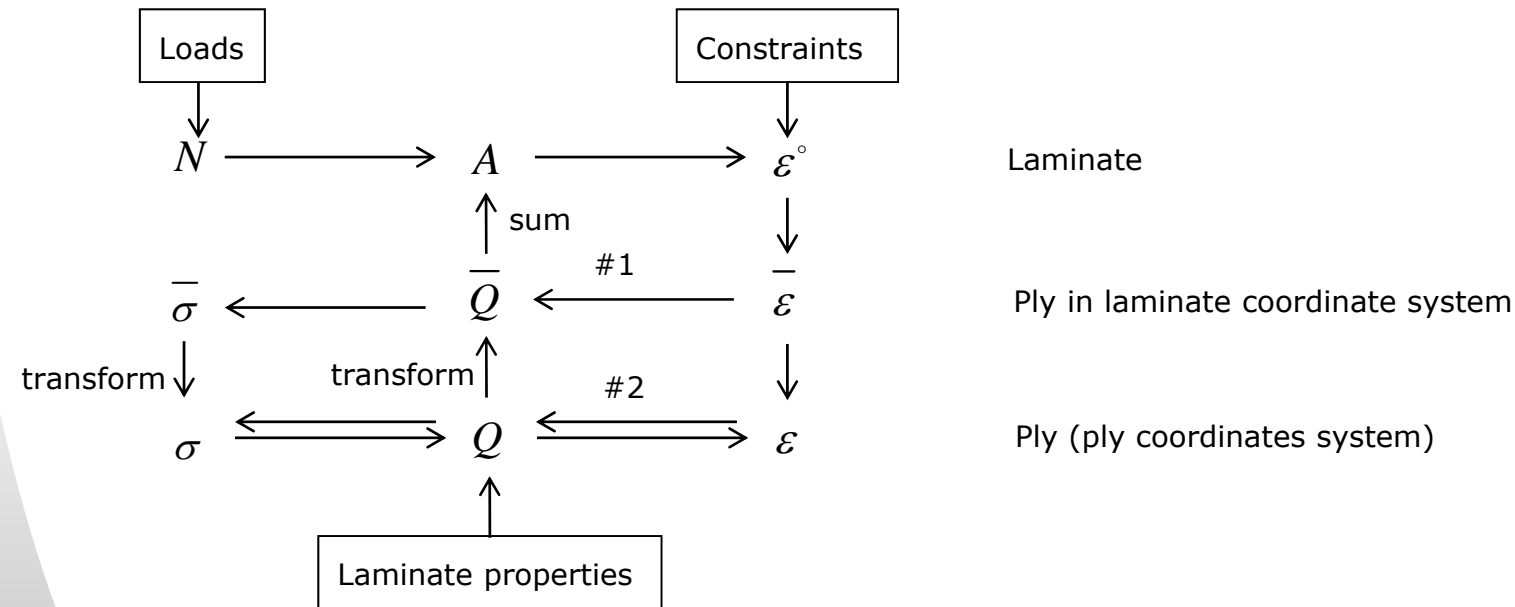 Loads Constraints
N A ε° Laminate
sum
#1
σ̅ Q̅ ε̅ Ply in laminate coordinate system
transform transform #2
σ Q ε Ply (ply coordinates system)
Laminate properties